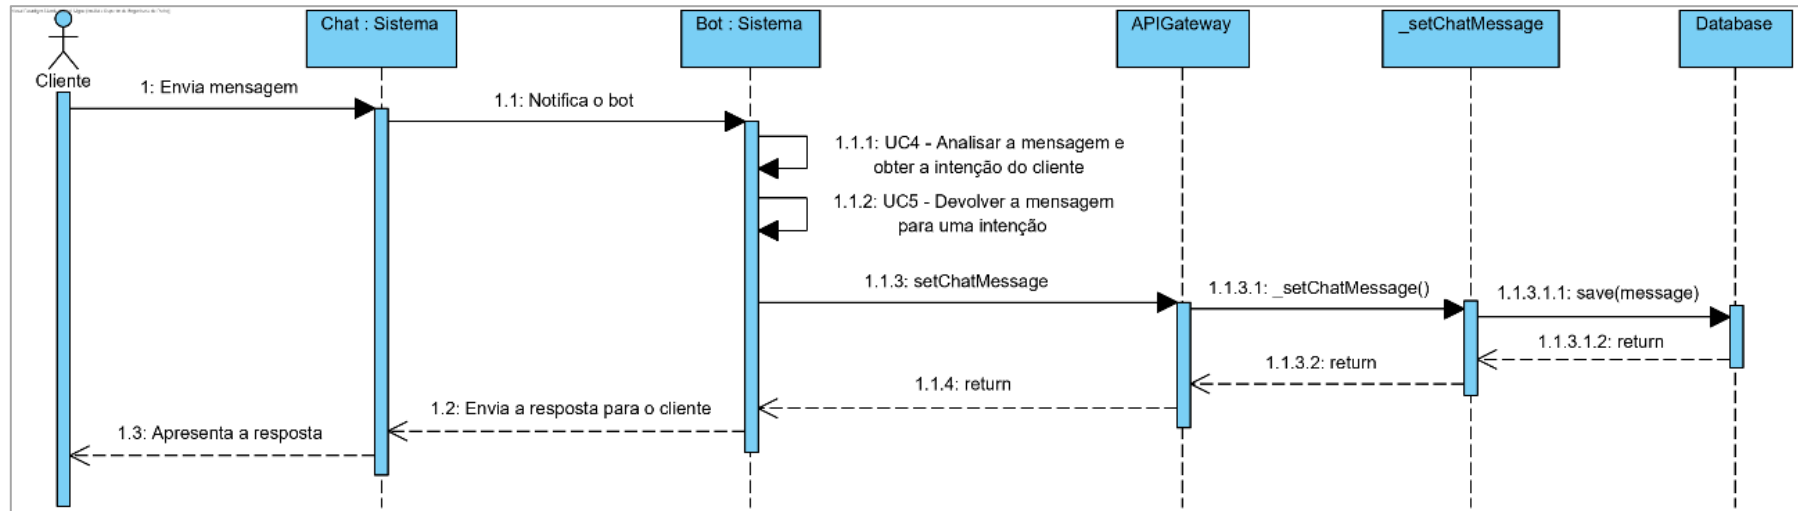 Chat : Sistema
Bot : Sistema
APIGateway
_setChatMessage
Database
Cliente
1: Envia mensagem
1.1: Notifica o bot
1.1.1: UC4 - Analisar a mensagem e
obter a intenção do cliente
1.1.2: UC5 - Devolver a mensagem
para uma intenção
1.1.3: setChatMessage
1.1.3.1: _setChatMessage()
1.1.3.1.1: save(message)
1.1.3.1.2: return
1.1.3.2: return
1.1.4: return
1.2: Envia a resposta para o cliente
1.3: Apresenta a resposta